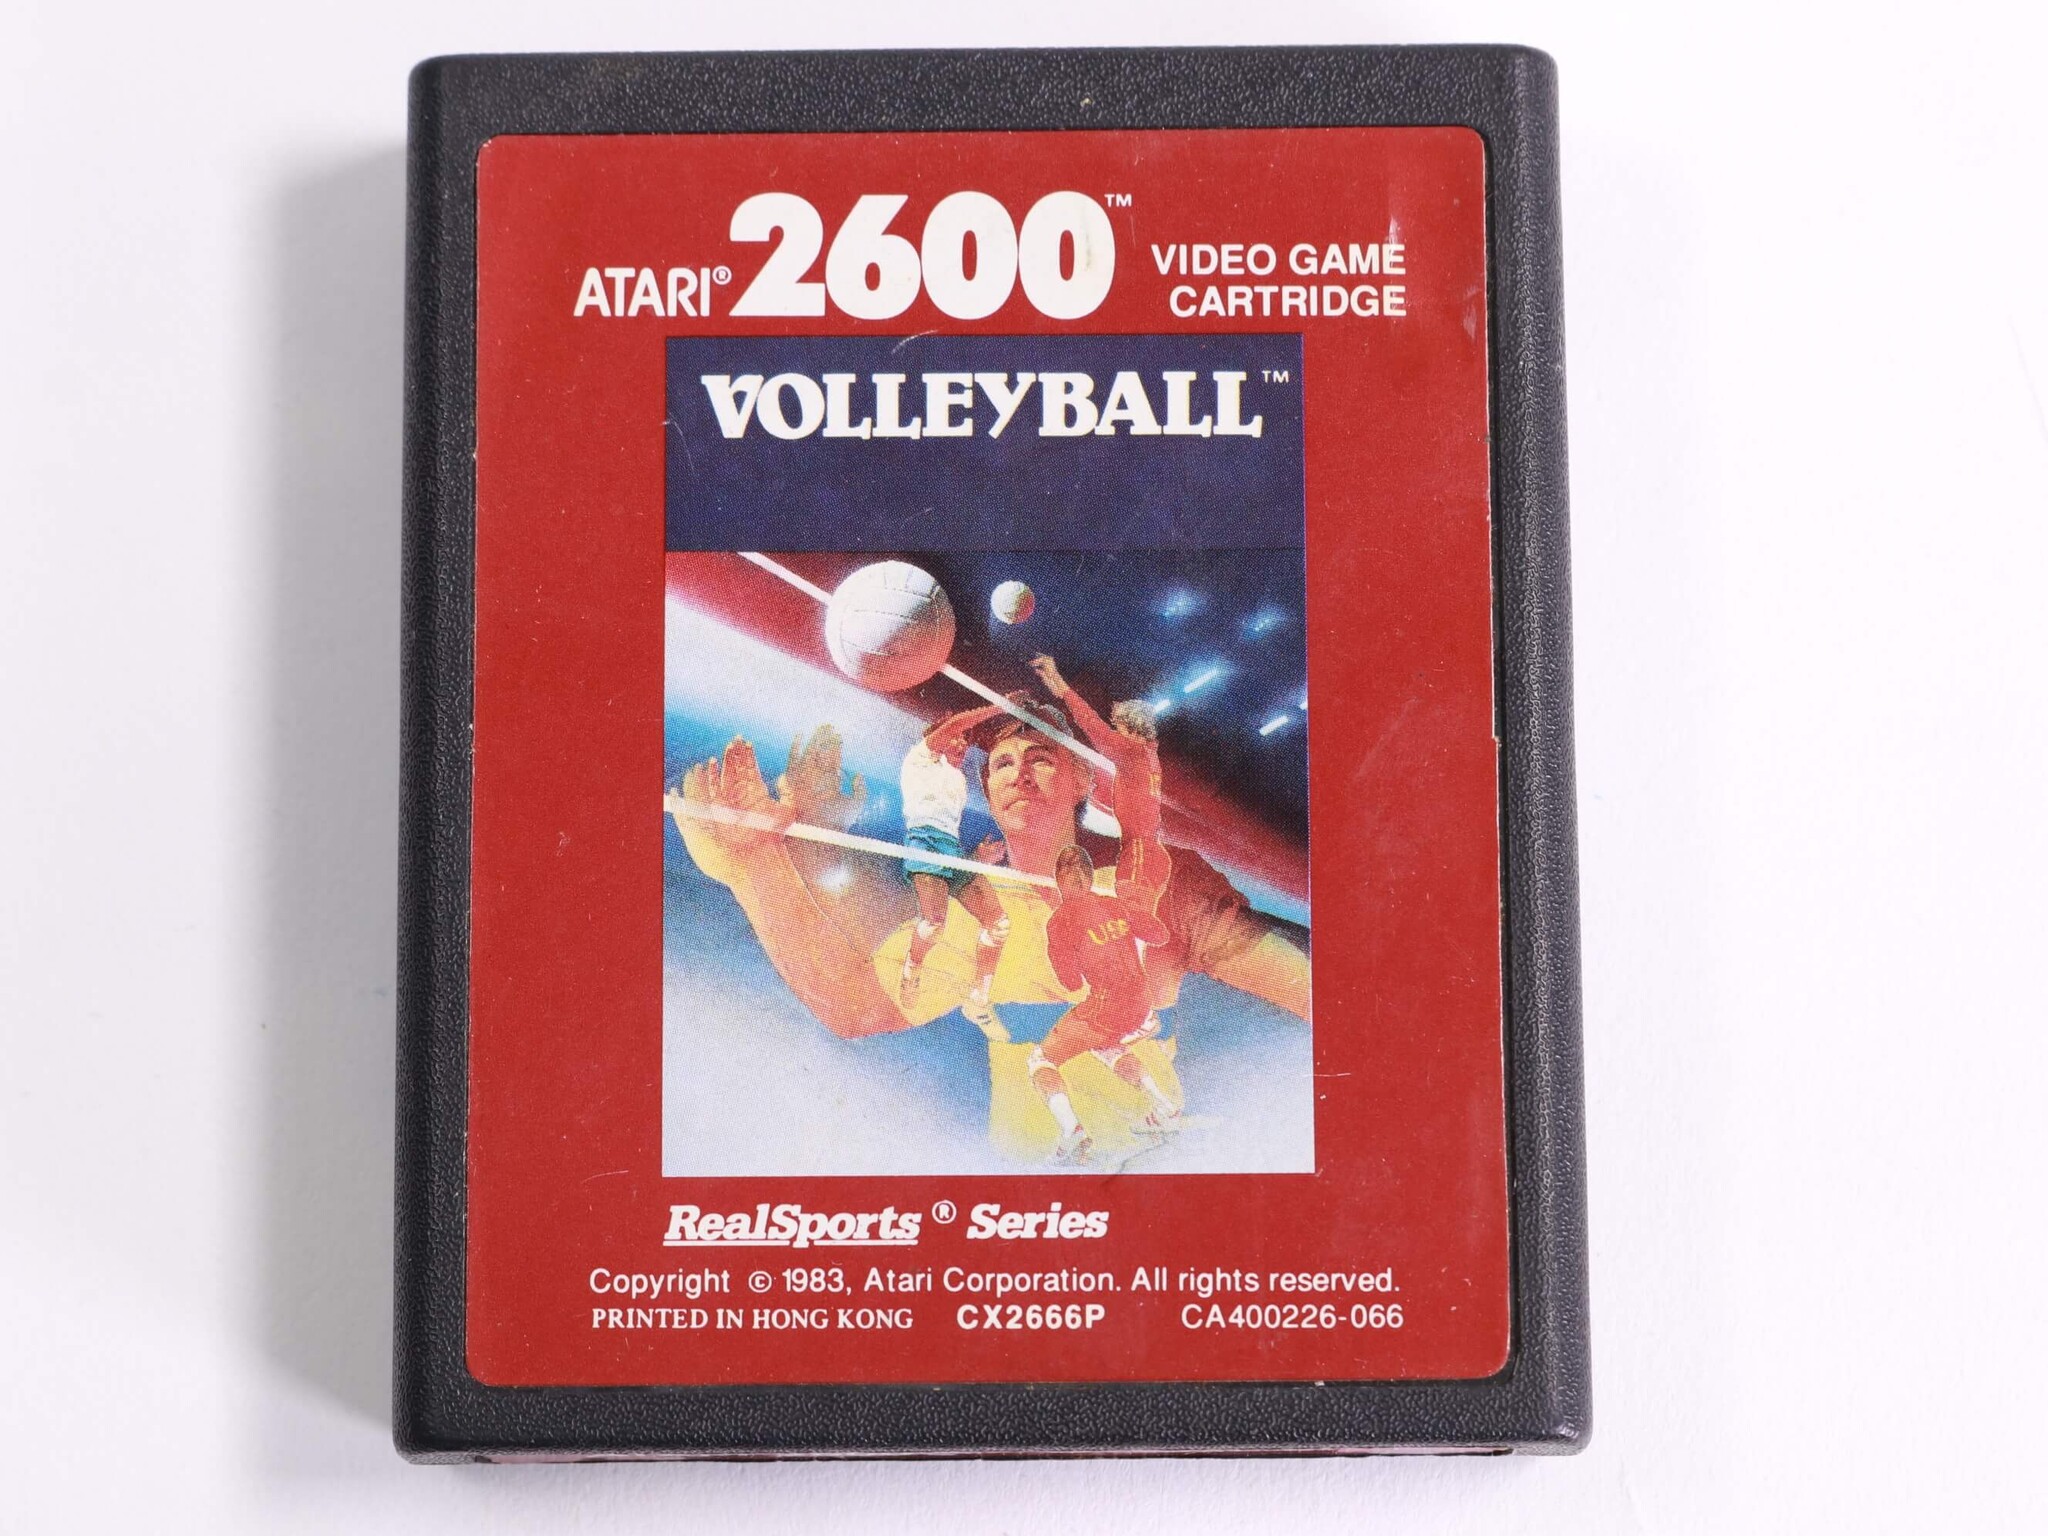 ATARI® 2600™ VIDEO GAME CARTRIDGE
VOLLEYBALL™
RealSports® Series
Copyright © 1983, Atari Corporation. All rights reserved.
PRINTED IN HONG KONG CX2666P CA400226-066